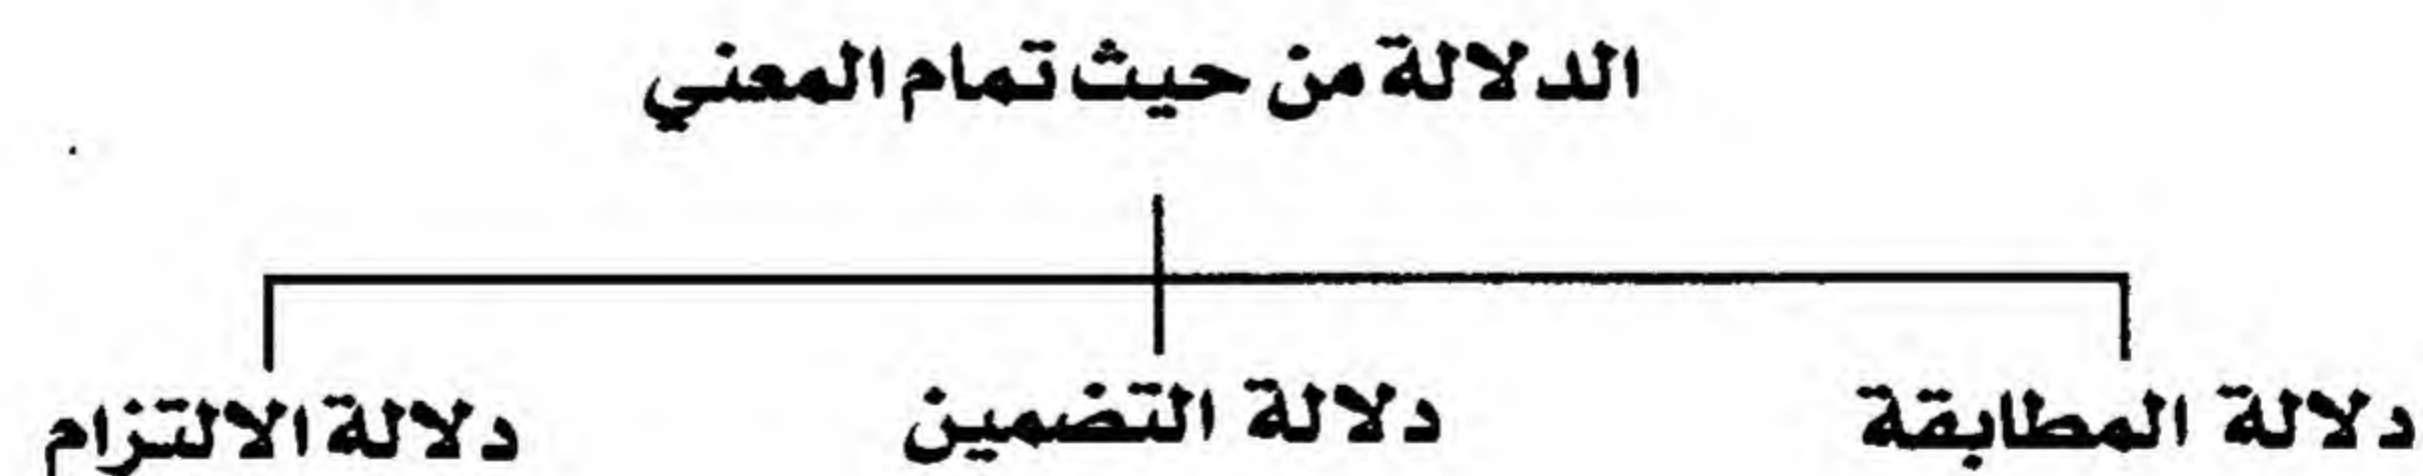 الدلالة من حيث تمام المعني
دلالة المطابقة
دلالة التضمين
دلالة الالتزام